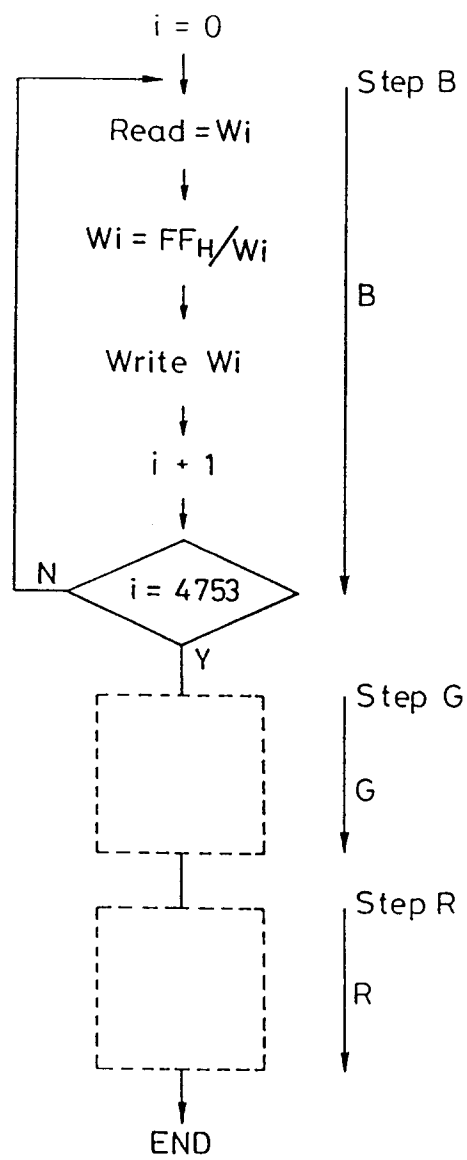 i = 0
Step B
Read = Wi
Wi = FFH/Wi
B
Write Wi
i + 1
N
i = 4753
Y
Step G
G
Step R
R
END